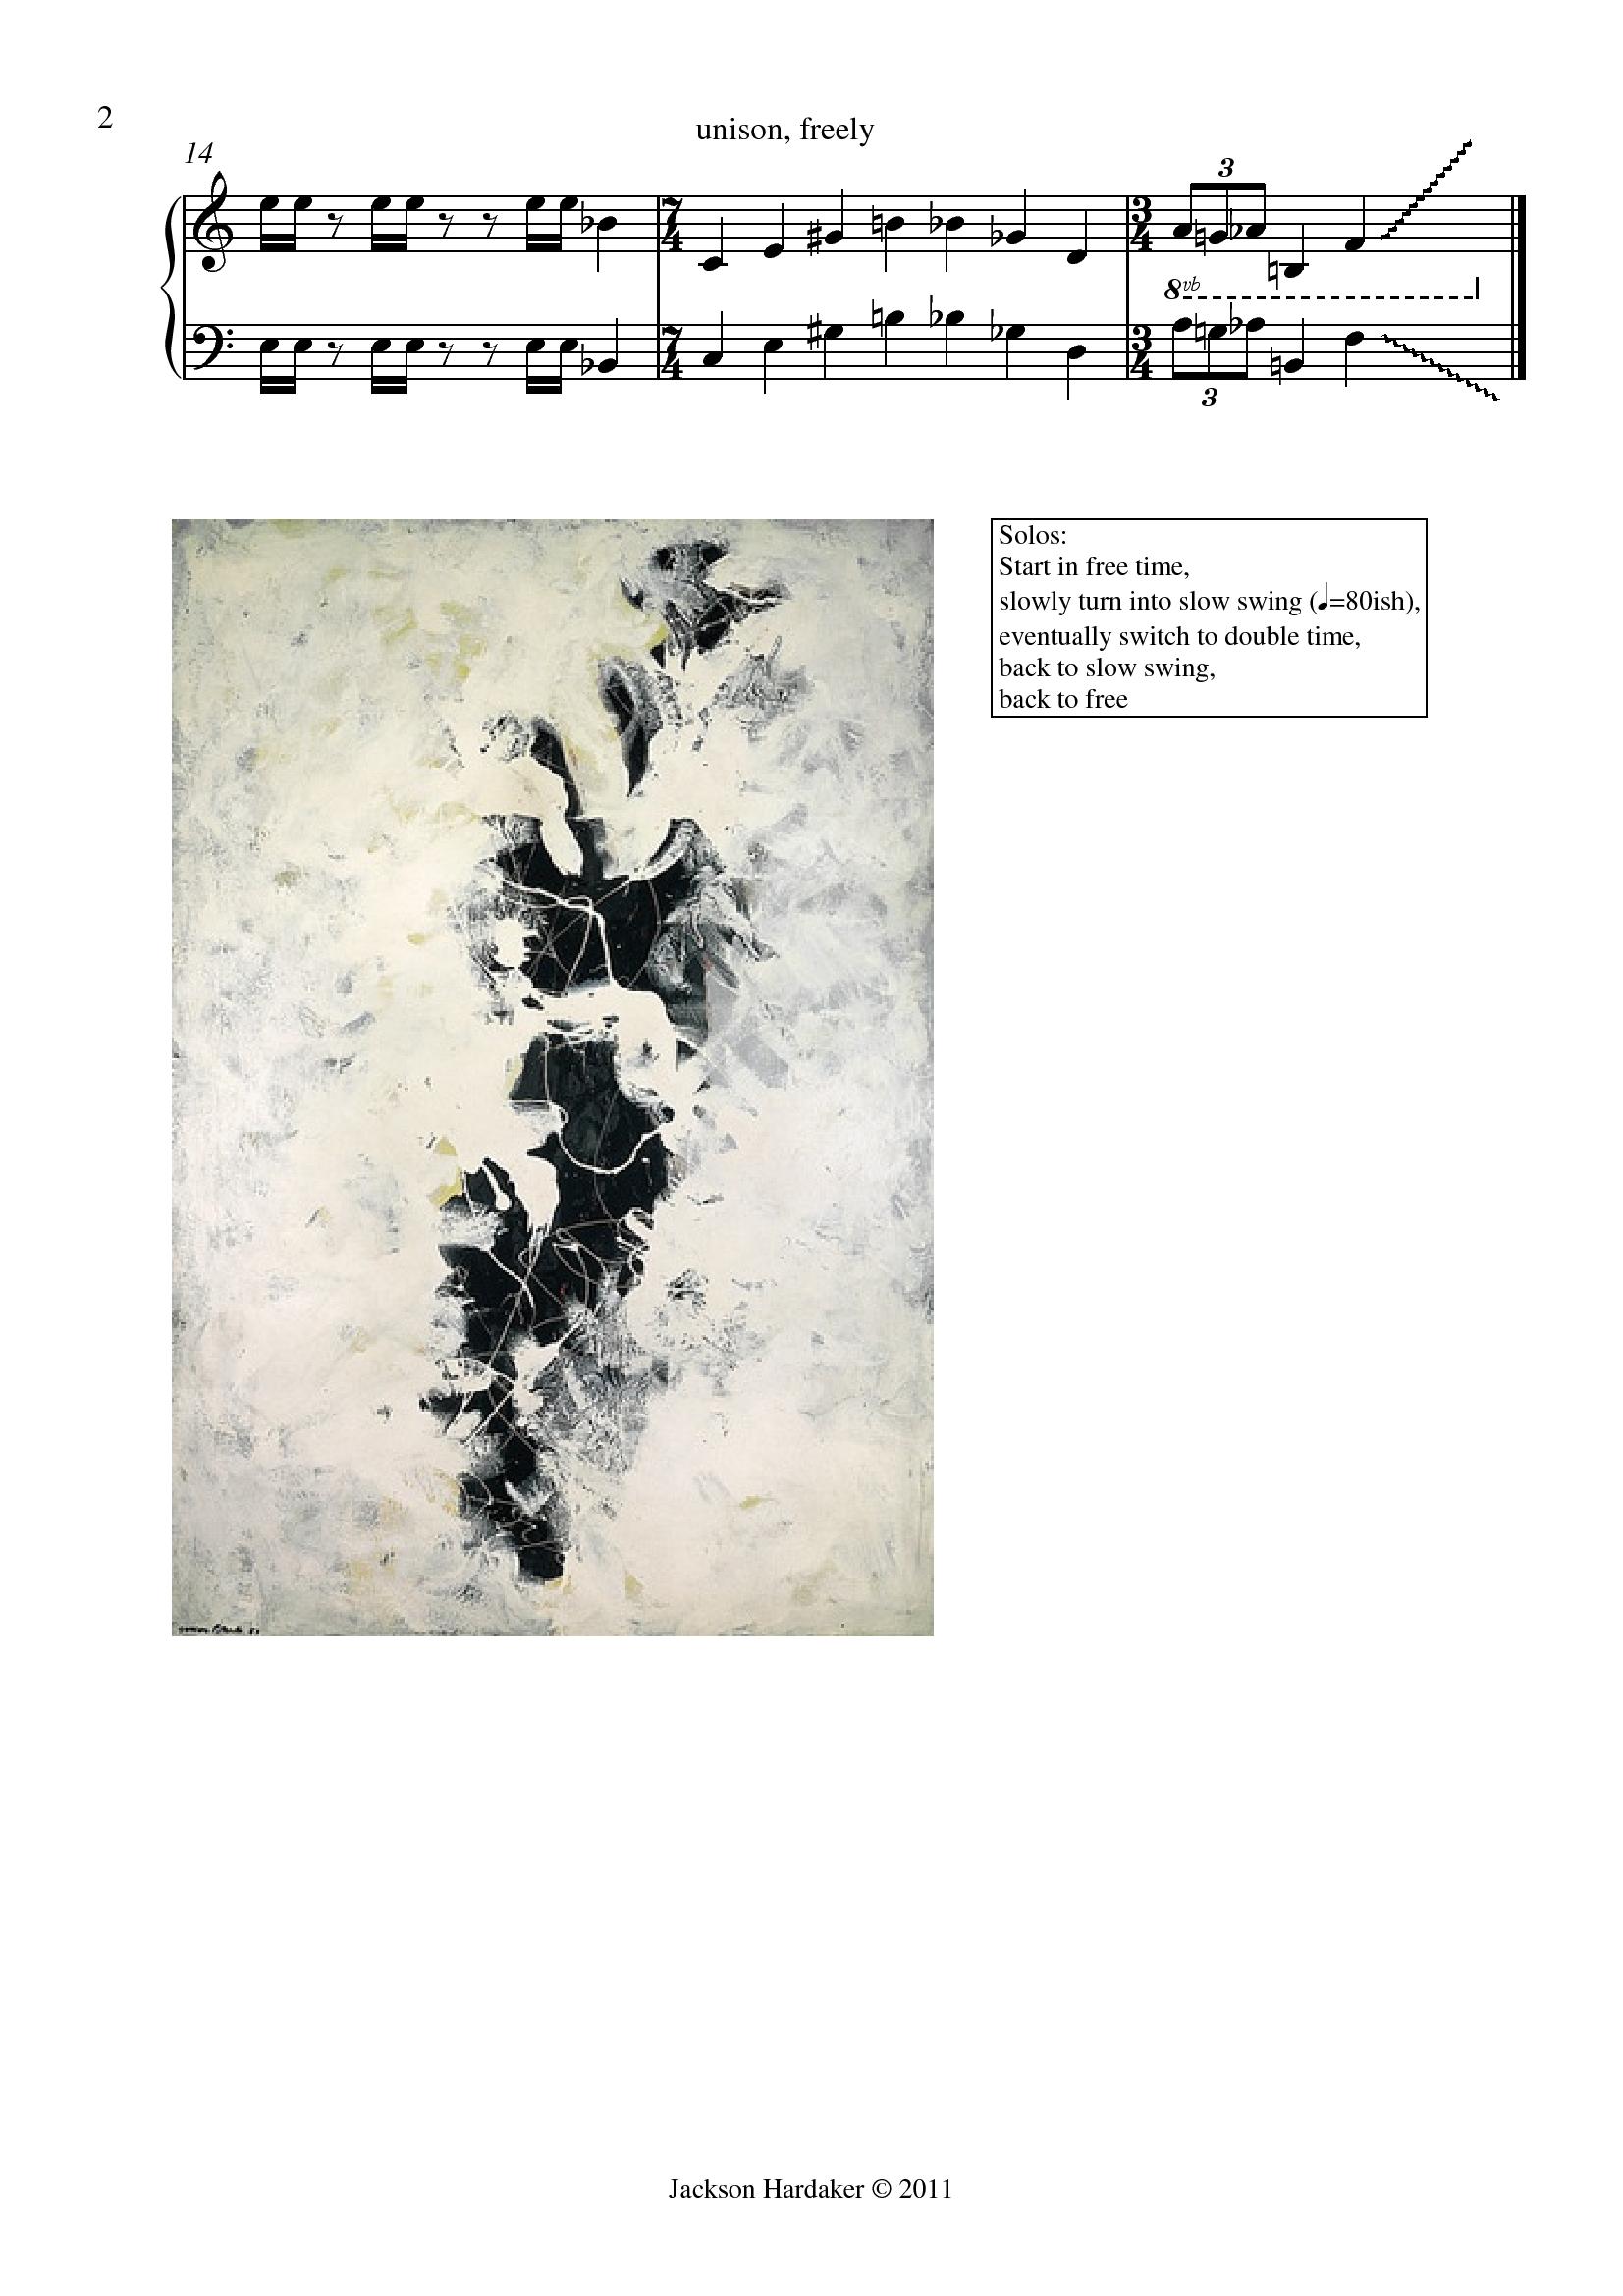 2
unison, freely
14
7
4
3
4
3
8vb
7
4
3
4
3
Solos:
Start in free time,
slowly turn into slow swing (♩=80ish),
eventually switch to double time,
back to slow swing,
back to free
Jackson Hardaker © 2011